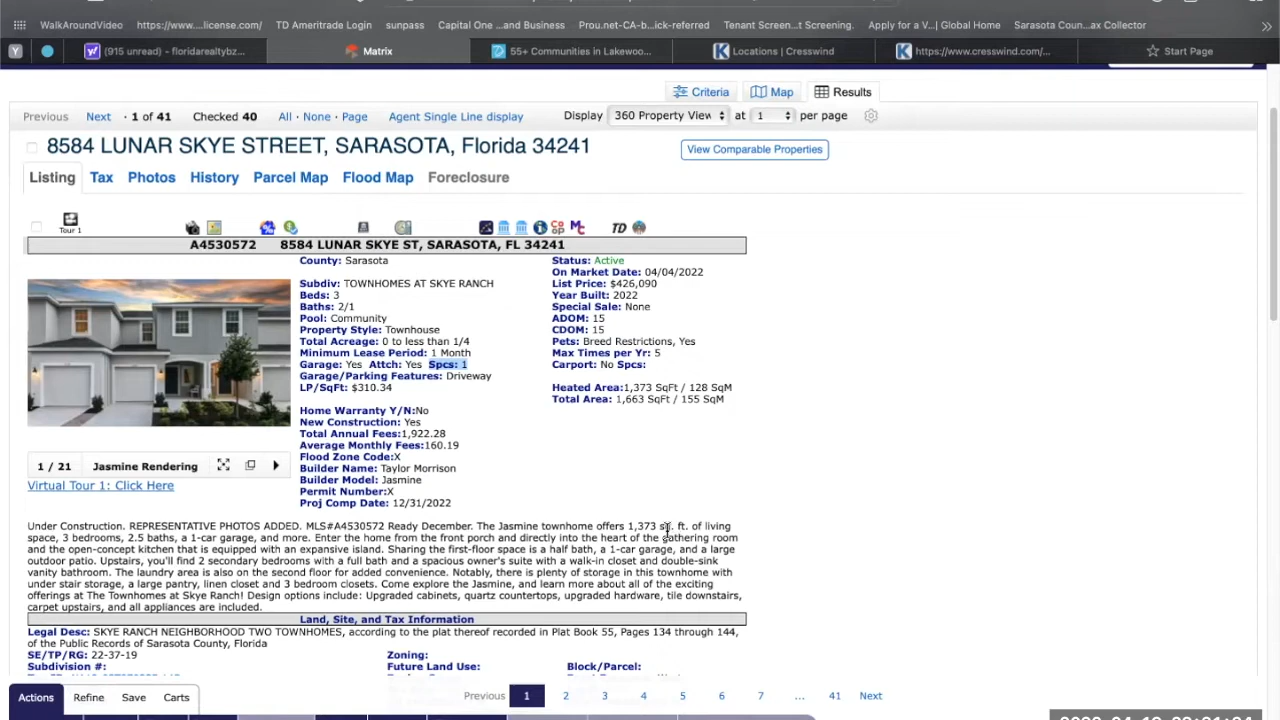 WalkAroundVideo https://www....license.com/ TD Ameritrade Login sunpass Capital One ...and Business Prou.net-CA-b...ick-referred Tenant Screen...t Screening. Apply for a V...| Global Home Sarasota Coun...ax Collector
Y (915 unread) - floridarealtybz... Matrix 55+ Communities in Lakewoo... Locations | Cresswind https://www.cresswind.com/... Start Page
Criteria Map Results
Previous Next · 1 of 41 Checked 40 All · None · Page Agent Single Line display Display 360 Property View at 1 per page
8584 LUNAR SKYE STREET, SARASOTA, Florida 34241 View Comparable Properties
Listing Tax Photos History Parcel Map Flood Map Foreclosure
Tour 1 TD
A4530572 8584 LUNAR SKYE ST, SARASOTA, FL 34241
County: Sarasota Status: Active
On Market Date: 04/04/2022
Subdiv: TOWNHOMES AT SKYE RANCH List Price: $426,090
Beds: 3 Year Built: 2022
Baths: 2/1 Special Sale: None
Pool: Community ADOM: 15
Property Style: Townhouse CDOM: 15
Total Acreage: 0 to less than 1/4 Pets: Breed Restrictions, Yes
Minimum Lease Period: 1 Month Max Times per Yr: 5
Garage: Yes Attch: Yes Spcs: 1 Carport: No Spcs:
Garage/Parking Features: Driveway
LP/SqFt: $310.34 Heated Area:1,373 SqFt / 128 SqM
Total Area: 1,663 SqFt / 155 SqM
Home Warranty Y/N:No
New Construction: Yes
Total Annual Fees:1,922.28
Average Monthly Fees:160.19
Flood Zone Code:X
Builder Name: Taylor Morrison
Builder Model: Jasmine
Permit Number:X
Proj Comp Date: 12/31/2022
1 / 21 Jasmine Rendering
Virtual Tour 1: Click Here
Under Construction. REPRESENTATIVE PHOTOS ADDED. MLS#A4530572 Ready December. The Jasmine townhome offers 1,373 sq. ft. of living
space, 3 bedrooms, 2.5 baths, a 1-car garage, and more. Enter the home from the front porch and directly into the heart of the gathering room
and the open-concept kitchen that is equipped with an expansive island. Sharing the first-floor space is a half bath, a 1-car garage, and a large
outdoor patio. Upstairs, you'll find 2 secondary bedrooms with a full bath and a spacious owner's suite with a walk-in closet and double-sink
vanity bathroom. The laundry area is also on the second floor for added convenience. Notably, there is plenty of storage in this townhome with
under stair storage, a large pantry, linen closet and 3 bedroom closets. Come explore the Jasmine, and learn more about all of the exciting
offerings at The Townhomes at Skye Ranch! Design options include: Upgraded cabinets, quartz countertops, upgraded hardware, tile downstairs,
carpet upstairs, and all appliances are included.
Land, Site, and Tax Information
Legal Desc: SKYE RANCH NEIGHBORHOOD TWO TOWNHOMES, according to the plat thereof recorded in Plat Book 55, Pages 134 through 144,
of the Public Records of Sarasota County, Florida
SE/TP/RG: 22-37-19 Zoning:
Subdivision #: Future Land Use: Block/Parcel:
Actions Refine Save Carts Previous 1 2 3 4 5 6 7 ... 41 Next